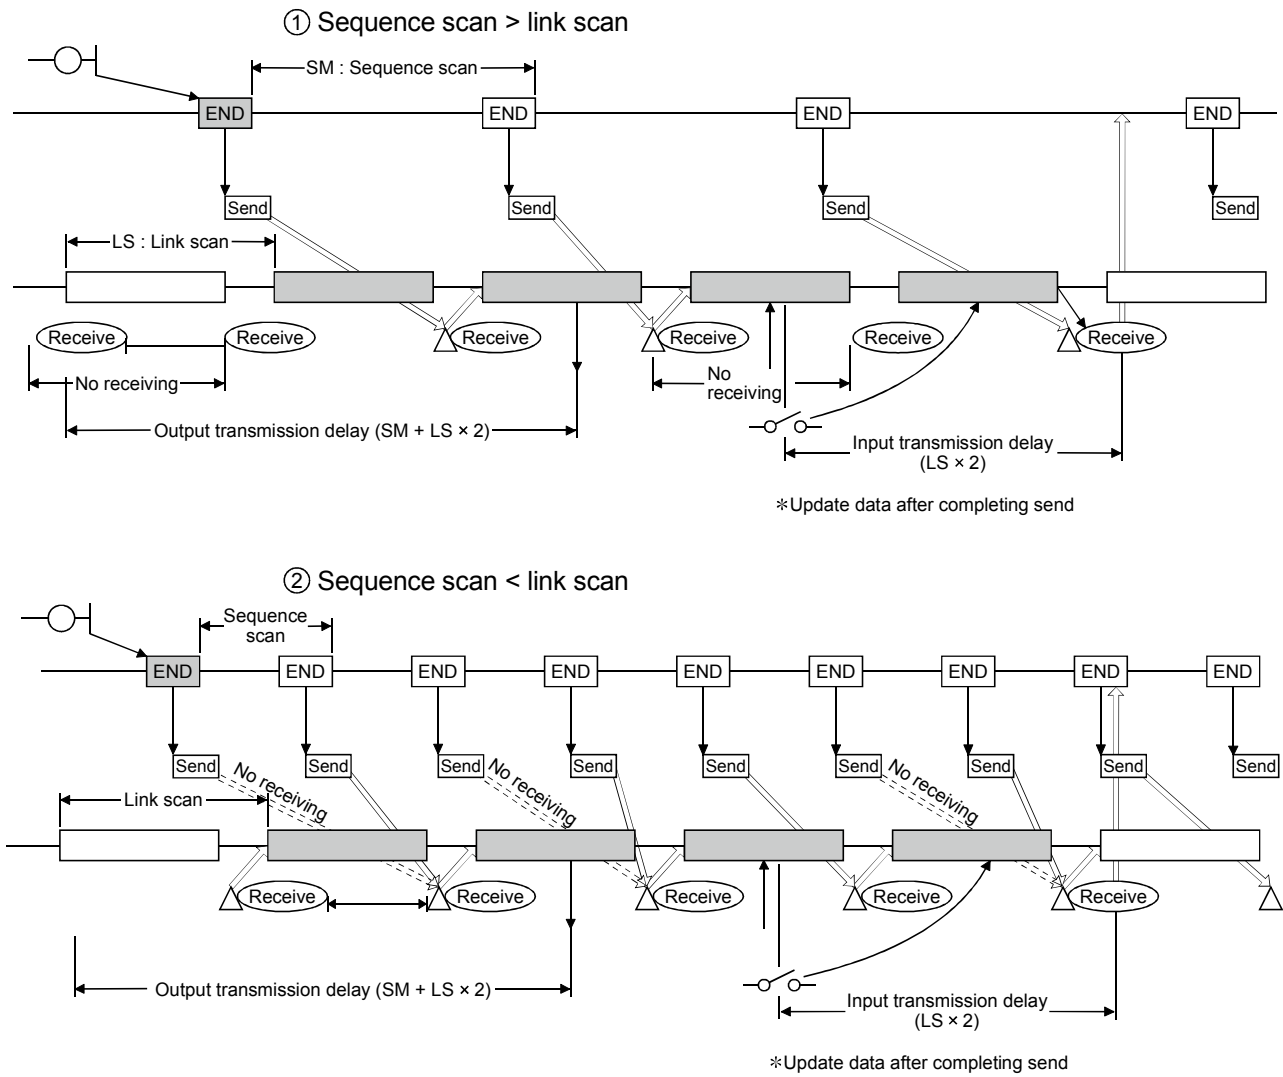 ① Sequence scan > link scan
SM : Sequence scan
END END END END
Send Send Send Send
LS : Link scan
Receive Receive Receive Receive Receive Receive
No receiving
No
receiving
Output transmission delay (SM + LS × 2)
Input transmission delay
(LS × 2)
＊Update data after completing send
② Sequence scan < link scan
Sequence
scan
END END END END END END END END END
Send Send Send Send Send Send Send Send Send
No receiving No receiving No receiving
Link scan
Receive Receive Receive Receive Receive
Output transmission delay (SM + LS × 2)
Input transmission delay
(LS × 2)
＊Update data after completing send